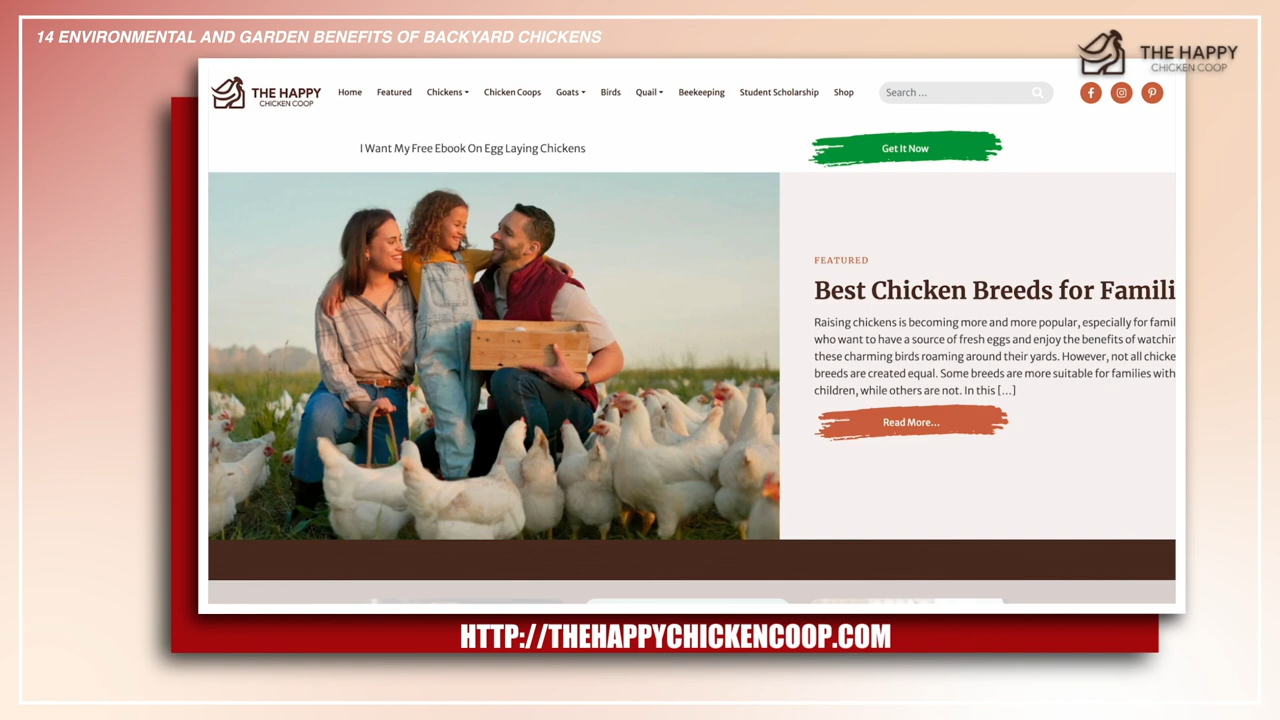 14 ENVIRONMENTAL AND GARDEN BENEFITS OF BACKYARD CHICKENS
THE HAPPY
CHICKEN COOP
THE HAPPY
CHICKEN COOP
Home Featured Chickens Chicken Coops Goats Birds Quail Beekeeping Student Scholarship Shop
Search ...
I Want My Free Ebook On Egg Laying Chickens
Get It Now
FEATURED
Best Chicken Breeds for Famili
Raising chickens is becoming more and more popular, especially for famil
who want to have a source of fresh eggs and enjoy the benefits of watchin
these charming birds roaming around their yards. However, not all chicke
breeds are created equal. Some breeds are more suitable for families with
children, while others are not. In this [...]
Read More...
HTTP://THEHAPPYCHICKENCOOP.COM